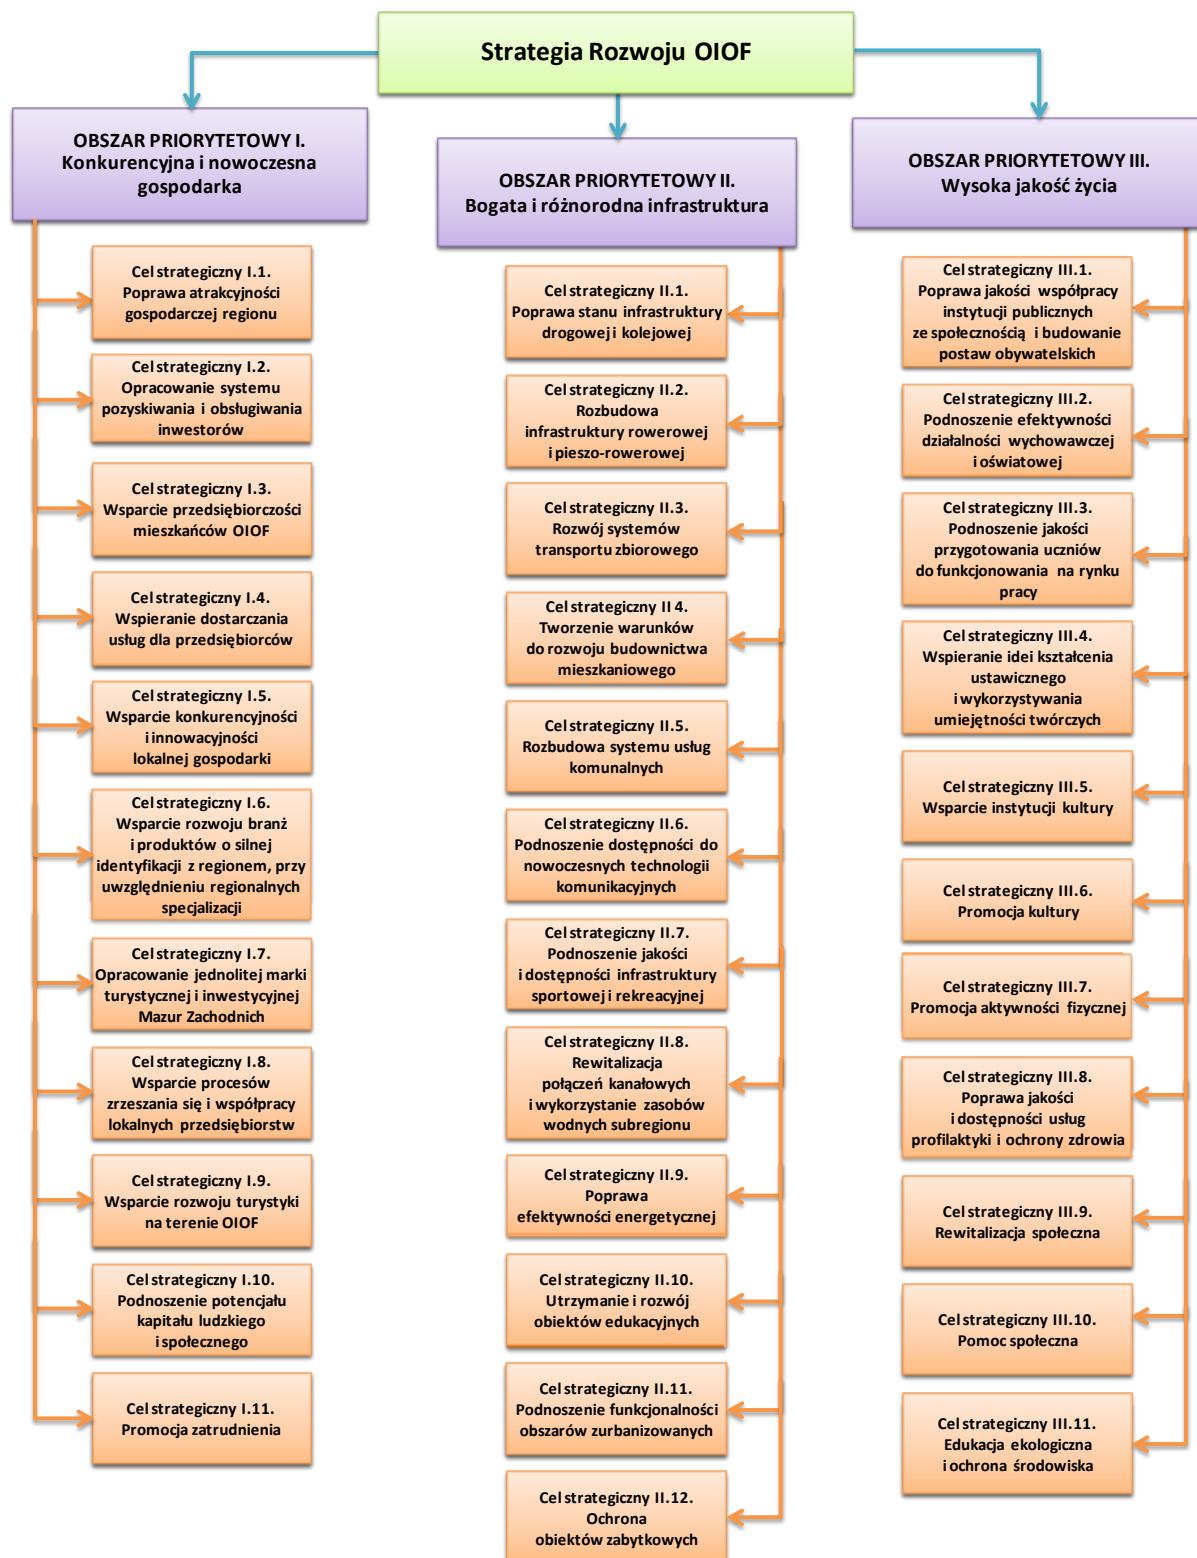 Strategia Rozwoju OIOF
OBSZAR PRIORYTETOWY I.
Konkurencyjna i nowoczesna
gospodarka
Cel strategiczny I.1.
Poprawa atrakcyjności
gospodarczej regionu
Cel strategiczny I.2.
Opracowanie systemu
pozyskiwania i obsługiwania
inwestorów
Cel strategiczny I.3.
Wsparcie przedsiębiorczości
mieszkańców OIOF
Cel strategiczny I.4.
Wspieranie dostarczania
usług dla przedsiębiorców
Cel strategiczny I.5.
Wsparcie konkurencyjności
i innowacyjności
lokalnej gospodarki
Cel strategiczny I.6.
Wsparcie rozwoju branż
i produktów o silnej
identyfikacji z regionem, przy
uwzględnieniu regionalnych
specjalizacji
Cel strategiczny I.7.
Opracowanie jednolitej marki
turystycznej i inwestycyjnej
Mazur Zachodnich
Cel strategiczny I.8.
Wsparcie procesów
zrzeszania się i współpracy
lokalnych przedsiębiorstw
Cel strategiczny I.9.
Wsparcie rozwoju turystyki
na terenie OIOF
Cel strategiczny I.10.
Podnoszenie potencjału
kapitału ludzkiego
i społecznego
Cel strategiczny I.11.
Promocja zatrudnienia
OBSZAR PRIORYTETOWY II.
Bogata i różnorodna infrastruktura
Cel strategiczny II.1.
Poprawa stanu infrastruktury
drogowej i kolejowej
Cel strategiczny II.2.
Rozbudowa
infrastruktury rowerowej
i pieszo-rowerowej
Cel strategiczny II.3.
Rozwój systemów
transportu zbiorowego
Cel strategiczny II 4.
Tworzenie warunków
do rozwoju budownictwa
mieszkaniowego
Cel strategiczny II.5.
Rozbudowa systemu usług
komunalnych
Cel strategiczny II.6.
Podnoszenie dostępności do
nowoczesnych technologii
komunikacyjnych
Cel strategiczny II.7.
Podnoszenie jakości
i dostępności infrastruktury
sportowej i rekreacyjnej
Cel strategiczny II.8.
Rewitalizacja
połączeń kanałowych
i wykorzystanie zasobów
wodnych subregionu
Cel strategiczny II.9.
Poprawa
efektywności energetycznej
Cel strategiczny II.10.
Utrzymanie i rozwój
obiektów edukacyjnych
Cel strategiczny II.11.
Podnoszenie funkcjonalności
obszarów zurbanizowanych
Cel strategiczny II.12.
Ochrona
obiektów zabytkowych
OBSZAR PRIORYTETOWY III.
Wysoka jakość życia
Cel strategiczny III.1.
Poprawa jakości współpracy
instytucji publicznych
ze społecznością i budowanie
postaw obywatelskich
Cel strategiczny III.2.
Podnoszenie efektywności
działalności wychowawczej
i oświatowej
Cel strategiczny III.3.
Podnoszenie jakości
przygotowania uczniów
do funkcjonowania na rynku
pracy
Cel strategiczny III.4.
Wspieranie idei kształcenia
ustawicznego
i wykorzystywania
umiejętności twórczych
Cel strategiczny III.5.
Wsparcie instytucji kultury
Cel strategiczny III.6.
Promocja kultury
Cel strategiczny III.7.
Promocja aktywności fizycznej
Cel strategiczny III.8.
Poprawa jakości
i dostępności usług
profilaktyki i ochrony zdrowia
Cel strategiczny III.9.
Rewitalizacja społeczna
Cel strategiczny III.10.
Pomoc społeczna
Cel strategiczny III.11.
Edukacja ekologiczna
i ochrona środowiska